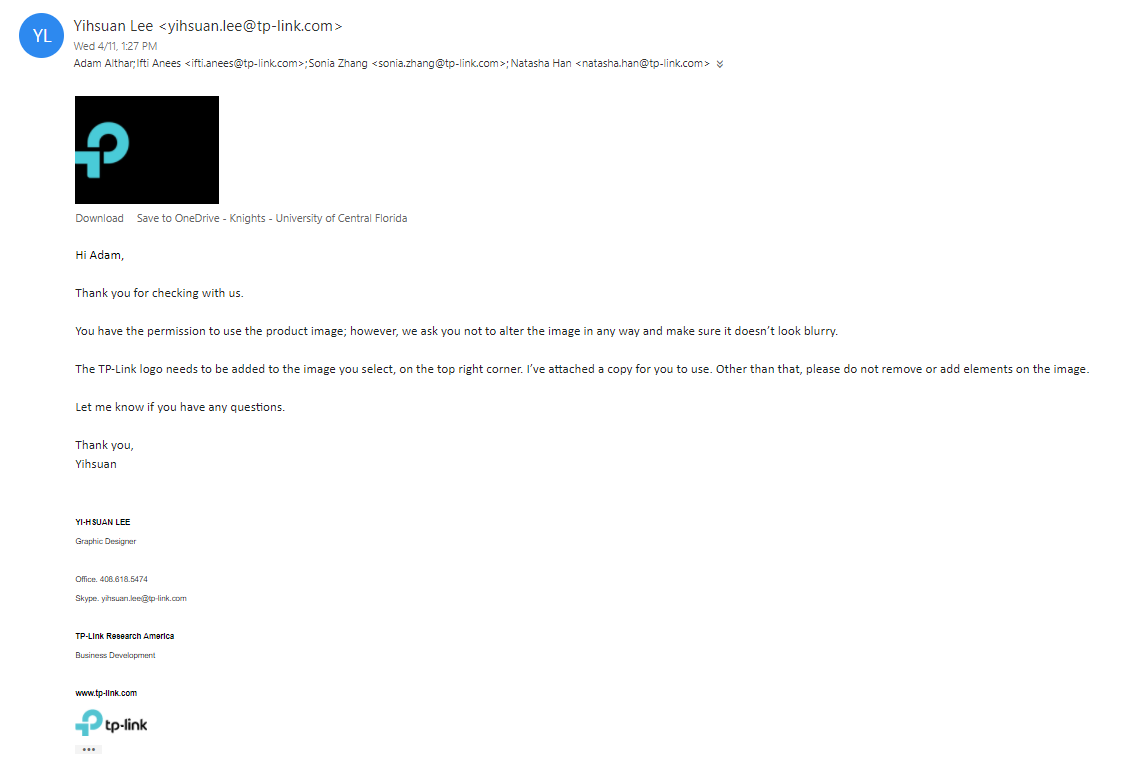 YL
Yihsuan Lee <yihsuan.lee@tp-link.com>
Wed 4/11, 1:27 PM
Adam Althar;Ifti Anees <ifti.anees@tp-link.com>;Sonia Zhang <sonia.zhang@tp-link.com>;Natasha Han <natasha.han@tp-link.com>
Download Save to OneDrive - Knights - University of Central Florida
Hi Adam,
Thank you for checking with us.
You have the permission to use the product image; however, we ask you not to alter the image in any way and make sure it doesn't look blurry.
The TP-Link logo needs to be added to the image you select, on the top right corner. I've attached a copy for you to use. Other than that, please do not remove or add elements on the image.
Let me know if you have any questions.
Thank you,
Yihsuan
YI-HSUAN LEE
Graphic Designer
Office. 408.618.5474
Skype. yihsuan.lee@tp-link.com
TP-Link Research America
Business Development
www.tp-link.com
tp-link